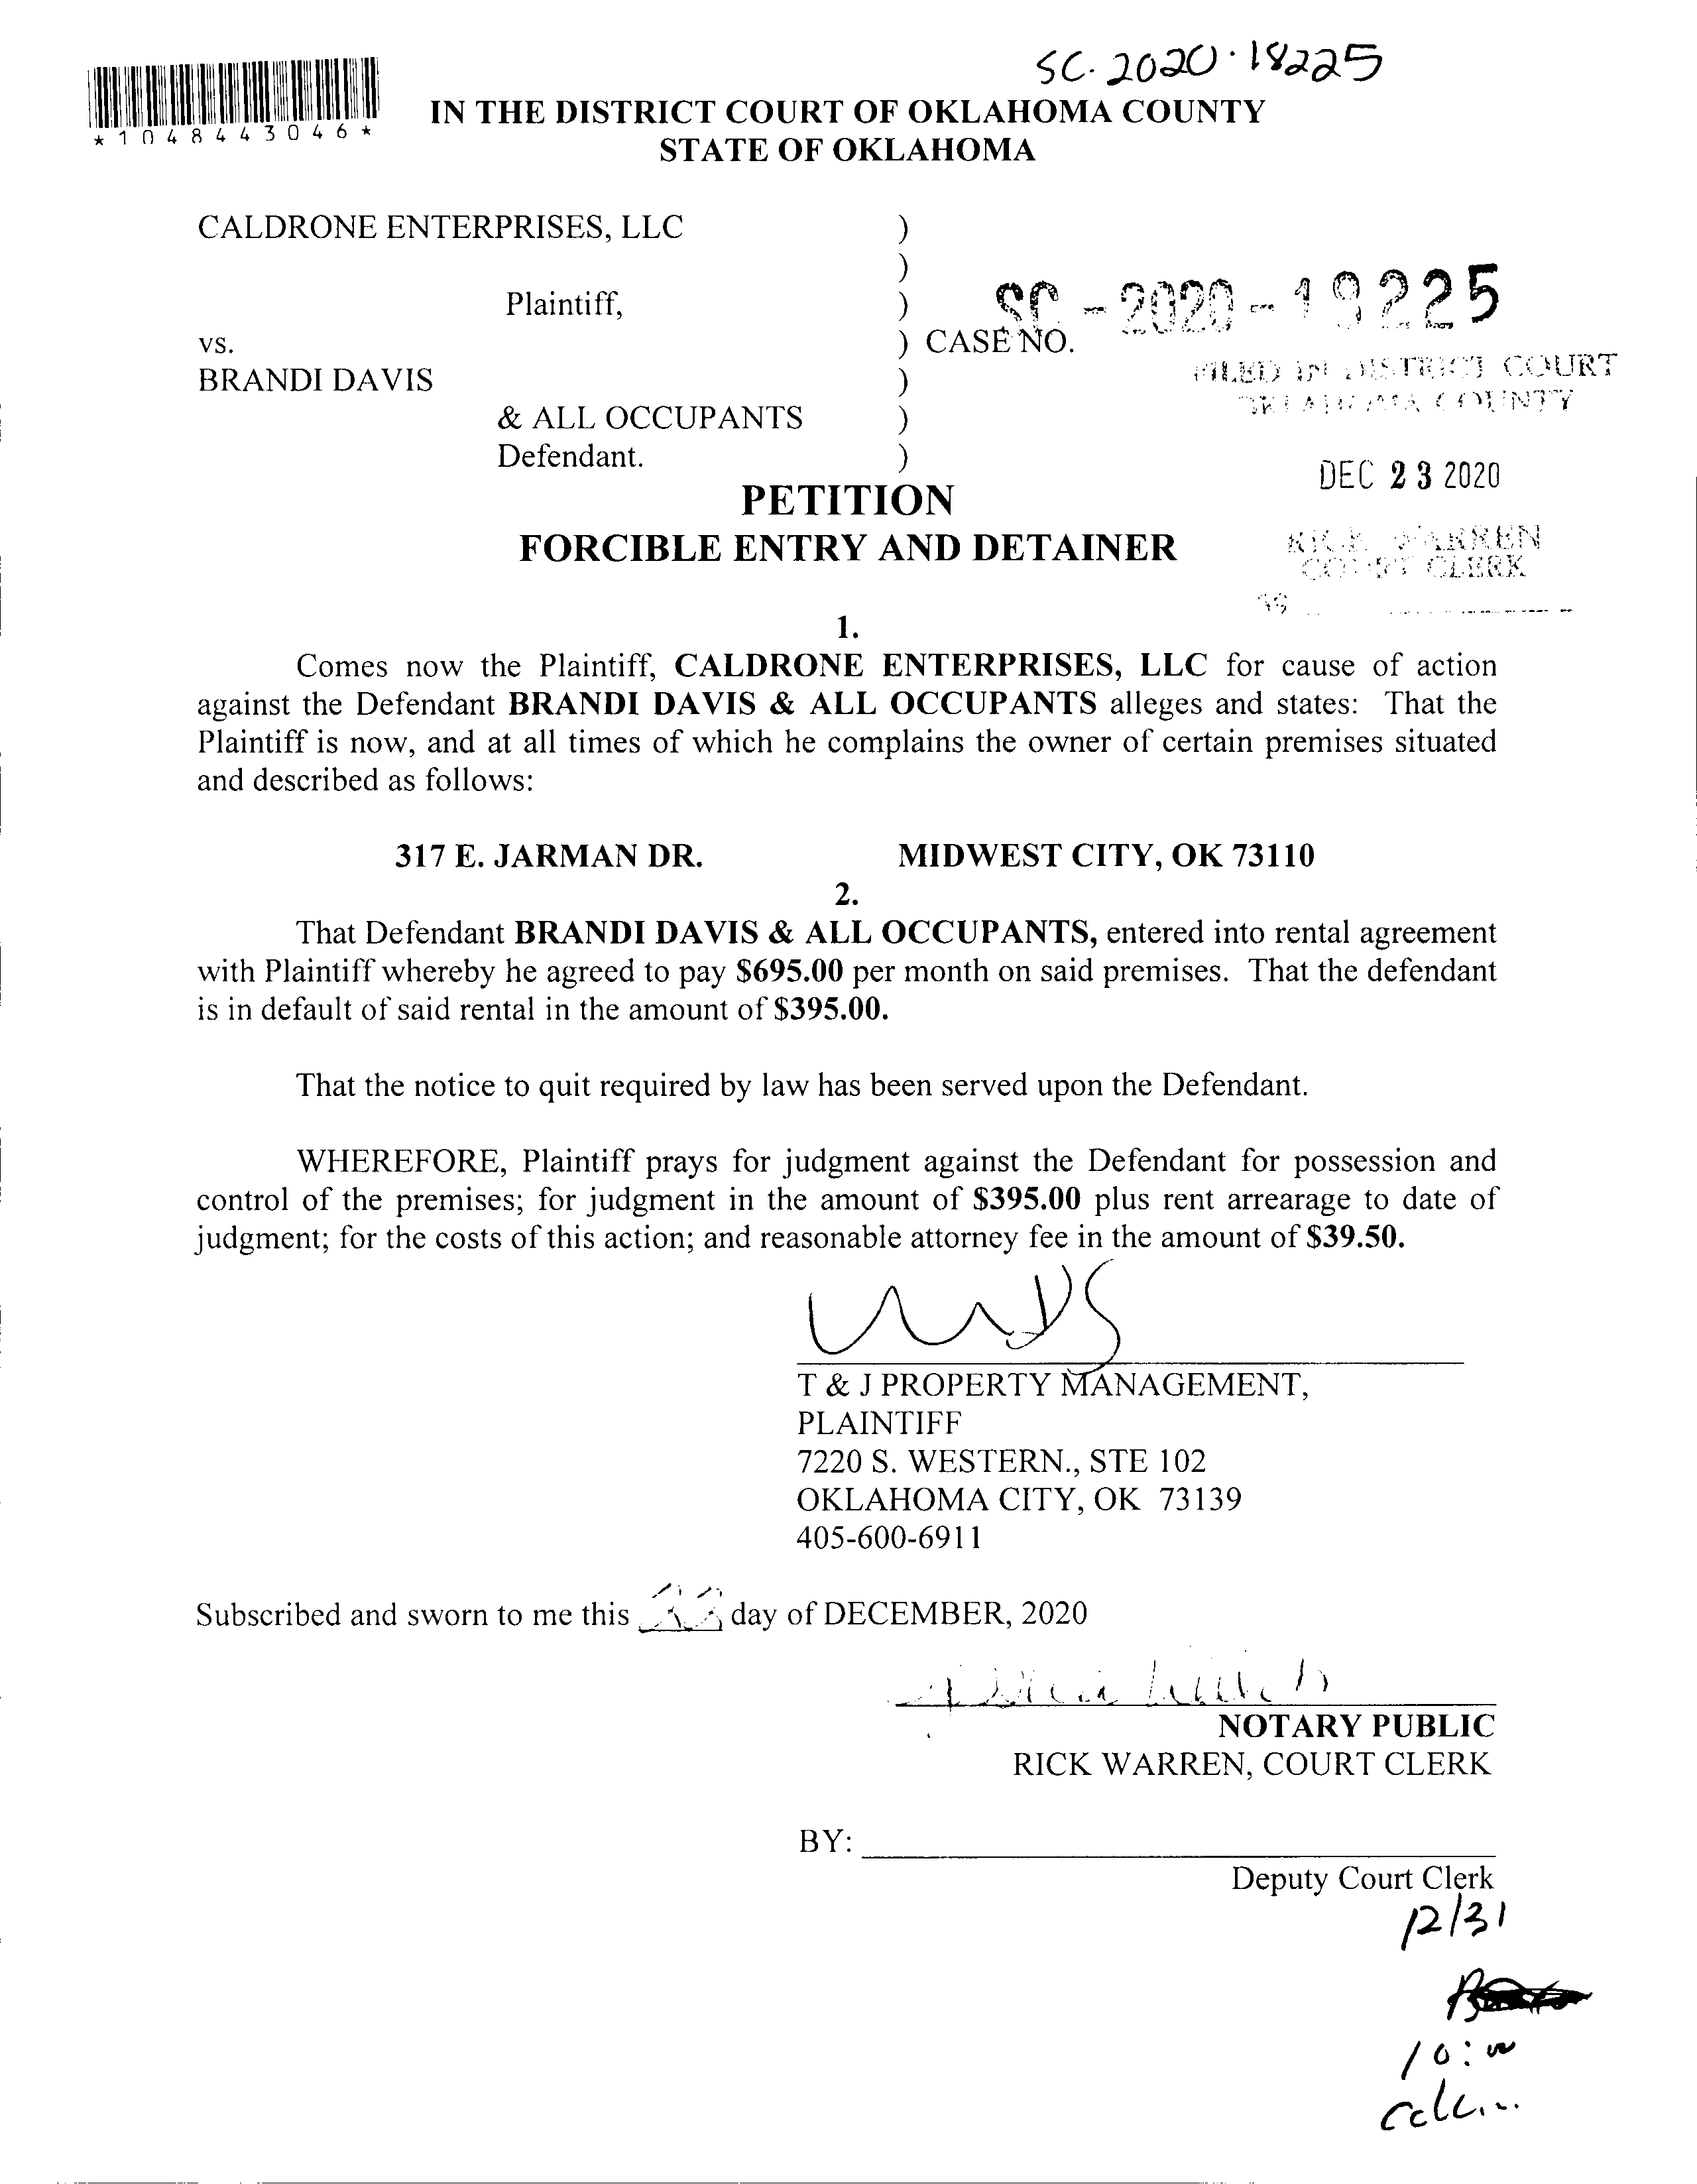 SC. 2020. 18225
*1048443046*
IN THE DISTRICT COURT OF OKLAHOMA COUNTY
STATE OF OKLAHOMA
CALDRONE ENTERPRISES, LLC )
)
Plaintiff, ) SC - 2020 - 19225
vs. ) CASE NO.
BRANDI DAVIS ) FILED IN DISTRICT COURT
& ALL OCCUPANTS ) OKLAHOMA COUNTY
Defendant. )
DEC 23 2020
PETITION
FORCIBLE ENTRY AND DETAINER
RICK WARREN
COURT CLERK
1.
Comes now the Plaintiff, CALDRONE ENTERPRISES, LLC for cause of action
against the Defendant BRANDI DAVIS & ALL OCCUPANTS alleges and states: That the
Plaintiff is now, and at all times of which he complains the owner of certain premises situated
and described as follows:
317 E. JARMAN DR. MIDWEST CITY, OK 73110
2.
That Defendant BRANDI DAVIS & ALL OCCUPANTS, entered into rental agreement
with Plaintiff whereby he agreed to pay $695.00 per month on said premises. That the defendant
is in default of said rental in the amount of $395.00.
That the notice to quit required by law has been served upon the Defendant.
WHEREFORE, Plaintiff prays for judgment against the Defendant for possession and
control of the premises; for judgment in the amount of $395.00 plus rent arrearage to date of
judgment; for the costs of this action; and reasonable attorney fee in the amount of $39.50.
T & J PROPERTY MANAGEMENT,
PLAINTIFF
7220 S. WESTERN., STE 102
OKLAHOMA CITY, OK 73139
405-600-6911
Subscribed and sworn to me this day of DECEMBER, 2020
NOTARY PUBLIC
RICK WARREN, COURT CLERK
BY:
Deputy Court Clerk
12/31